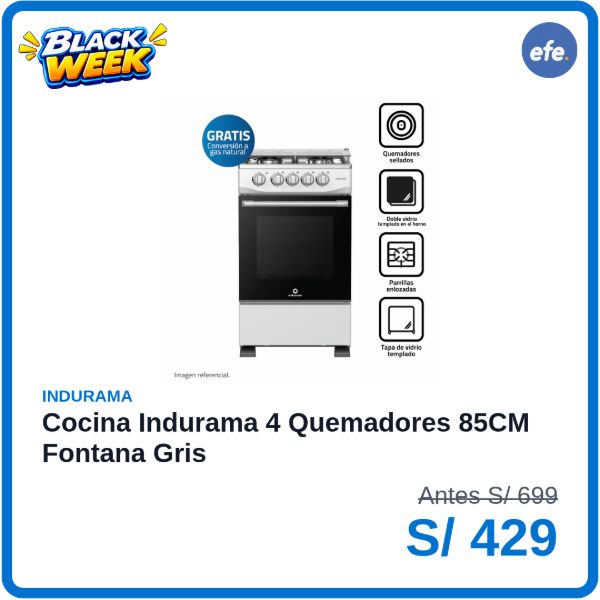 BLACK
WEEK
efe.
GRATIS
Conversión a
gas natural
Quemadores
sellados
Doble vidrio
templado en el horno
Parrillas
enlozadas
Tapa de vidrio
templado
indurama
Imagen referencial.
INDURAMA
Cocina Indurama 4 Quemadores 85CM
Fontana Gris
Antes S/ 699
S/ 429